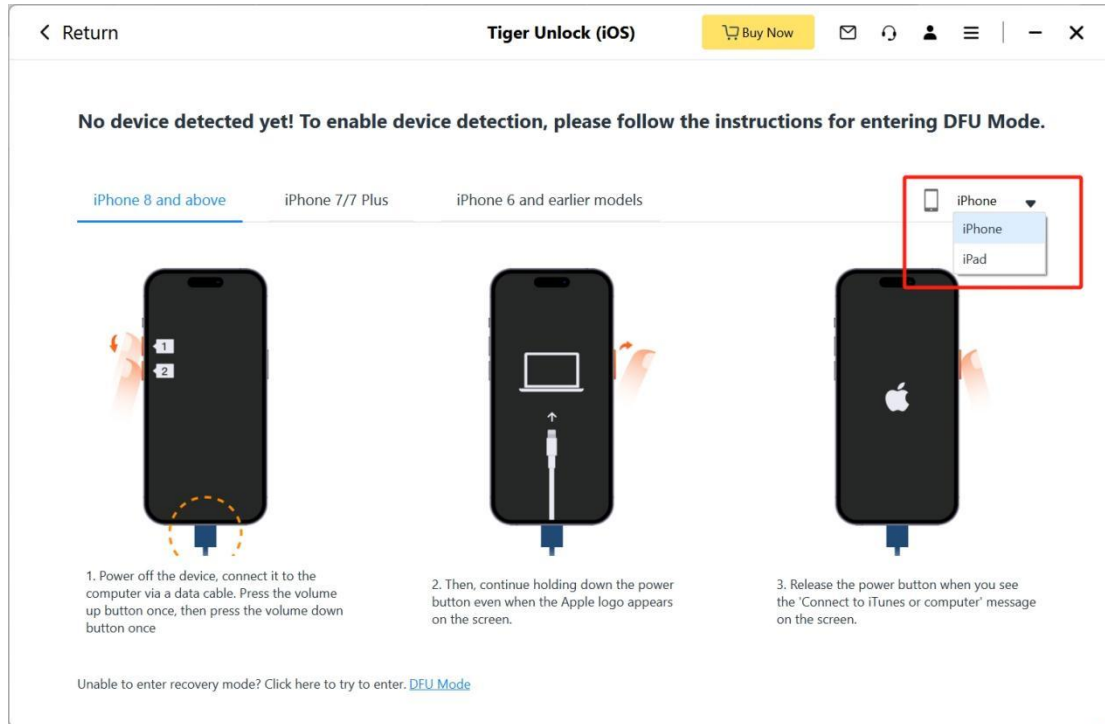 Return
Tiger Unlock (iOS)
Buy Now
No device detected yet! To enable device detection, please follow the instructions for entering DFU Mode.
iPhone 8 and above
iPhone 7/7 Plus
iPhone 6 and earlier models
iPhone
iPhone
iPad
1
2
1. Power off the device, connect it to the
computer via a data cable. Press the volume
up button once, then press the volume down
button once
2. Then, continue holding down the power
button even when the Apple logo appears
on the screen.
3. Release the power button when you see
the 'Connect to iTunes or computer' message
on the screen.
Unable to enter recovery mode? Click here to try to enter. DFU Mode